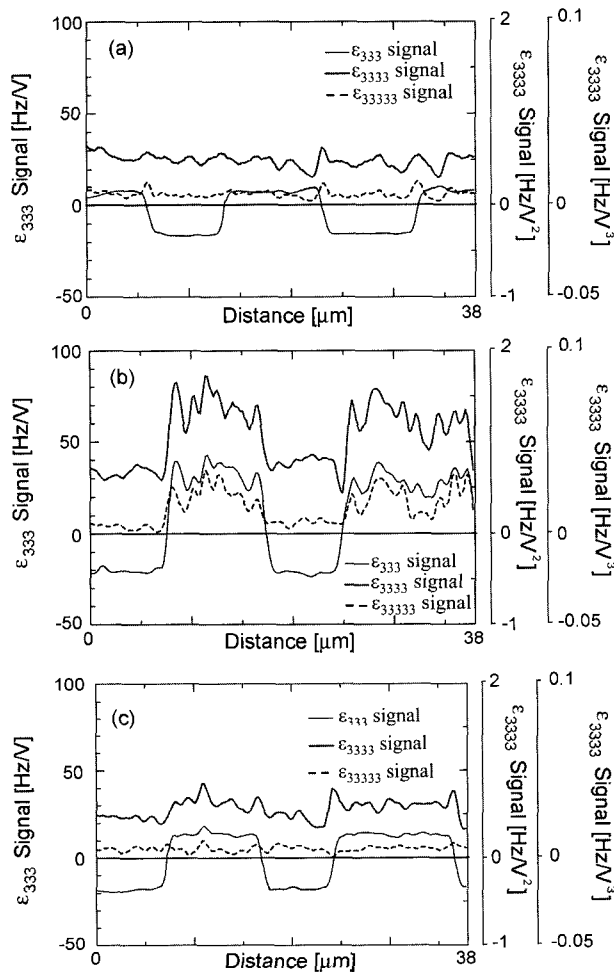 (a)
ε333 signal
ε3333 signal
ε33333 signal
ε333 Signal [Hz/V]
100
50
0
-50
0
Distance [μm]
38
2
1
0
-1
ε3333 Signal [Hz/V²]
0.1
0
-0.05
ε3333 Signal [Hz/V³]
(b)
ε333 signal
ε3333 signal
ε33333 signal
ε333 Signal [Hz/V]
100
50
0
-50
0
Distance [μm]
38
2
1
0
-1
ε3333 Signal [Hz/V²]
0.1
0
-0.05
ε3333 Signal [Hz/V³]
(c)
ε333 signal
ε3333 signal
ε33333 signal
ε333 Signal [Hz/V]
100
50
0
-50
0
Distance [μm]
38
2
1
0
-1
ε3333 Signal [Hz/V²]
0.1
0
-0.05
ε3333 Signal [Hz/V³]